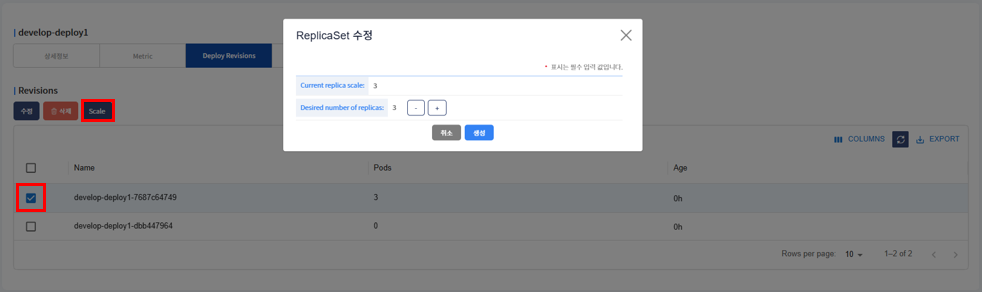 develop-deploy1
상세정보
Metric
Deploy Revisions
Revisions
수정
삭제
Scale
ReplicaSet 수정
* 표시는 필수 입력 값입니다.
Current replica scale: 3
Desired number of replicas: 3 - +
취소
생성
COLUMNS
EXPORT
Name Pods Age
develop-deploy1-7687c64749 3 0h
develop-deploy1-dbb447964 0 0h
Rows per page: 10 1–2 of 2